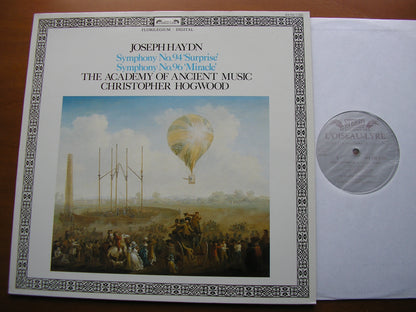 FLORILEGIUM · DIGITAL
JOSEPH HAYDN
Symphony No.94 'Surprise'
Symphony No.96 'Miracle'
THE ACADEMY OF ANCIENT MUSIC
CHRISTOPHER HOGWOOD
L'OISEAU-LYRE